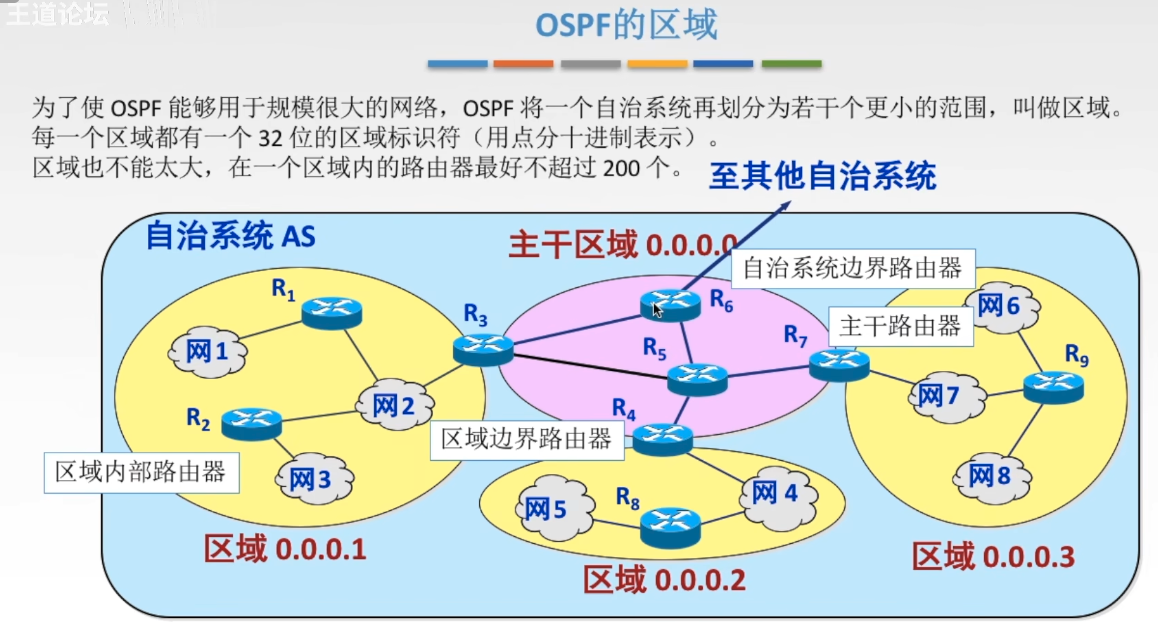 王道论坛
OSPF的区域
为了使 OSPF 能够用于规模很大的网络，OSPF 将一个自治系统再划分为若干个更小的范围，叫做区域。
每一个区域都有一个 32 位的区域标识符（用点分十进制表示）。
区域也不能太大，在一个区域内的路由器最好不超过 200 个。
至其他自治系统
自治系统 AS
主干区域 0.0.0.0
自治系统边界路由器
R1
R3
R6
网6
主干路由器
网1
R5
R7
R9
网2
网7
R2
R4
区域边界路由器
区域内部路由器
网3
网8
网5
R8
网4
区域 0.0.0.1
区域 0.0.0.2
区域 0.0.0.3